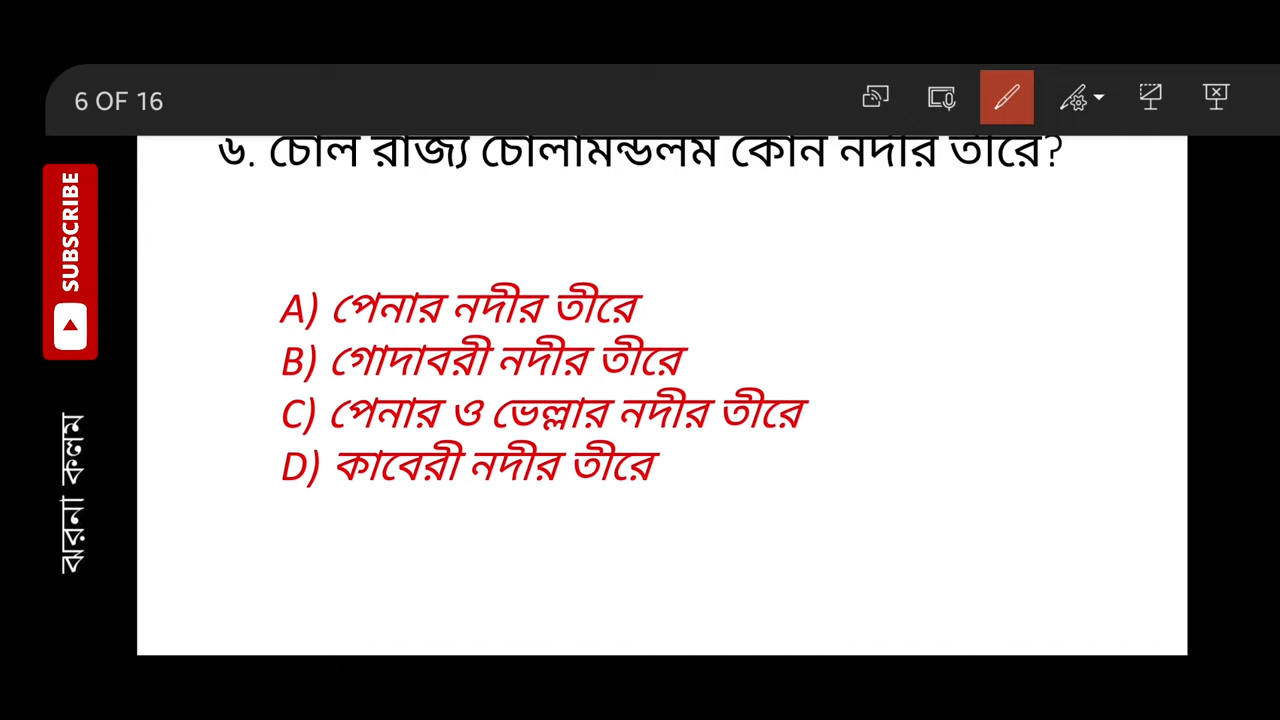 6 OF 16
SUBSCRIBE
৬. চোল রাজ্য চোলামন্ডলম কোন নদীর তীরে?
A) পেনার নদীর তীরে
B) গোদাবরী নদীর তীরে
C) পেনার ও ভেল্লার নদীর তীরে
D) কাবেরী নদীর তীরে
ঝরনা কলম